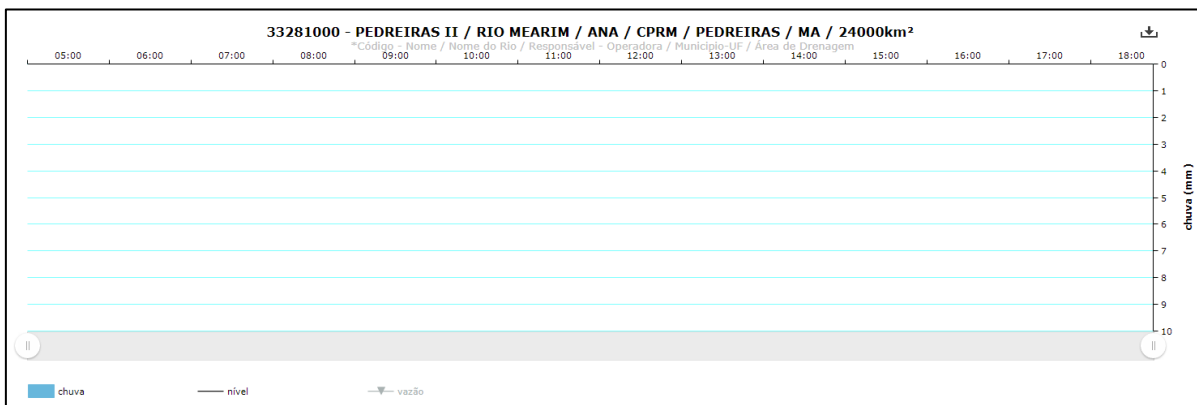 33281000 - PEDREIRAS II / RIO MEARIM / ANA / CPRM / PEDREIRAS / MA / 24000km²
*Código - Nome / Nome do Rio / Responsável - Operadora / Município-UF / Área de Drenagem
05:00 06:00 07:00 08:00 09:00 10:00 11:00 12:00 13:00 14:00 15:00 16:00 17:00 18:00
0
1
2
3
4
5
6
7
8
9
10
chuva (mm)
chuva nível vazão